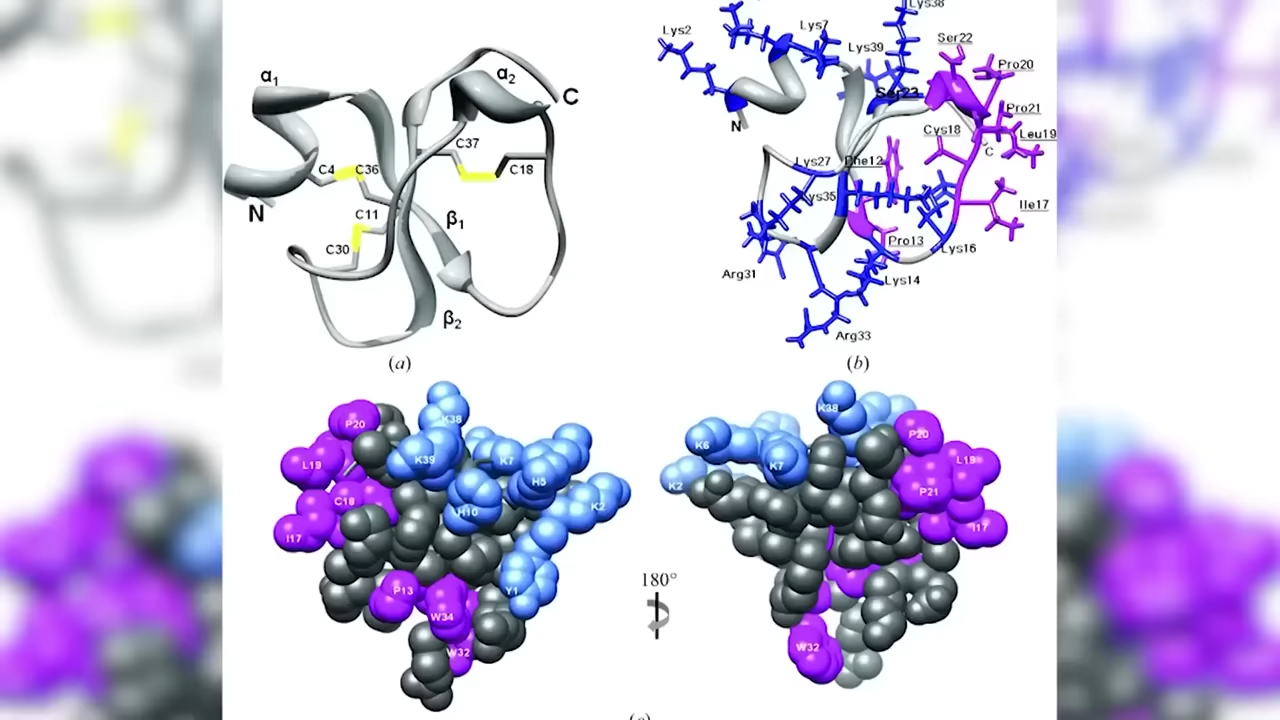 α1
α2
C
C37
C4
C36
C18
N
C11
β1
C30
β2
(a)
Lys38
Lys2
Lys7
Lys39
Ser22
Pro20
Ser23
Pro21
N
Cys18
Leu19
C
Lys27
Phe12
ys35
Ile17
Pro13
Lys16
Arg31
Lys14
Arg33
(b)
K38
P20
K39
K7
L19
H5
C18
H10
K2
I17
P13
Y1
W34
W32
180°
K38
K6
P20
K7
L19
K2
P21
I17
W32
(c)